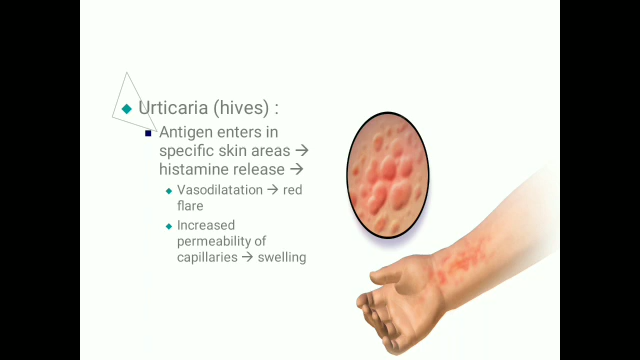 Urticaria (hives) :
Antigen enters in
specific skin areas →
histamine release →
Vasodilatation → red
flare
Increased
permeability of
capillaries → swelling